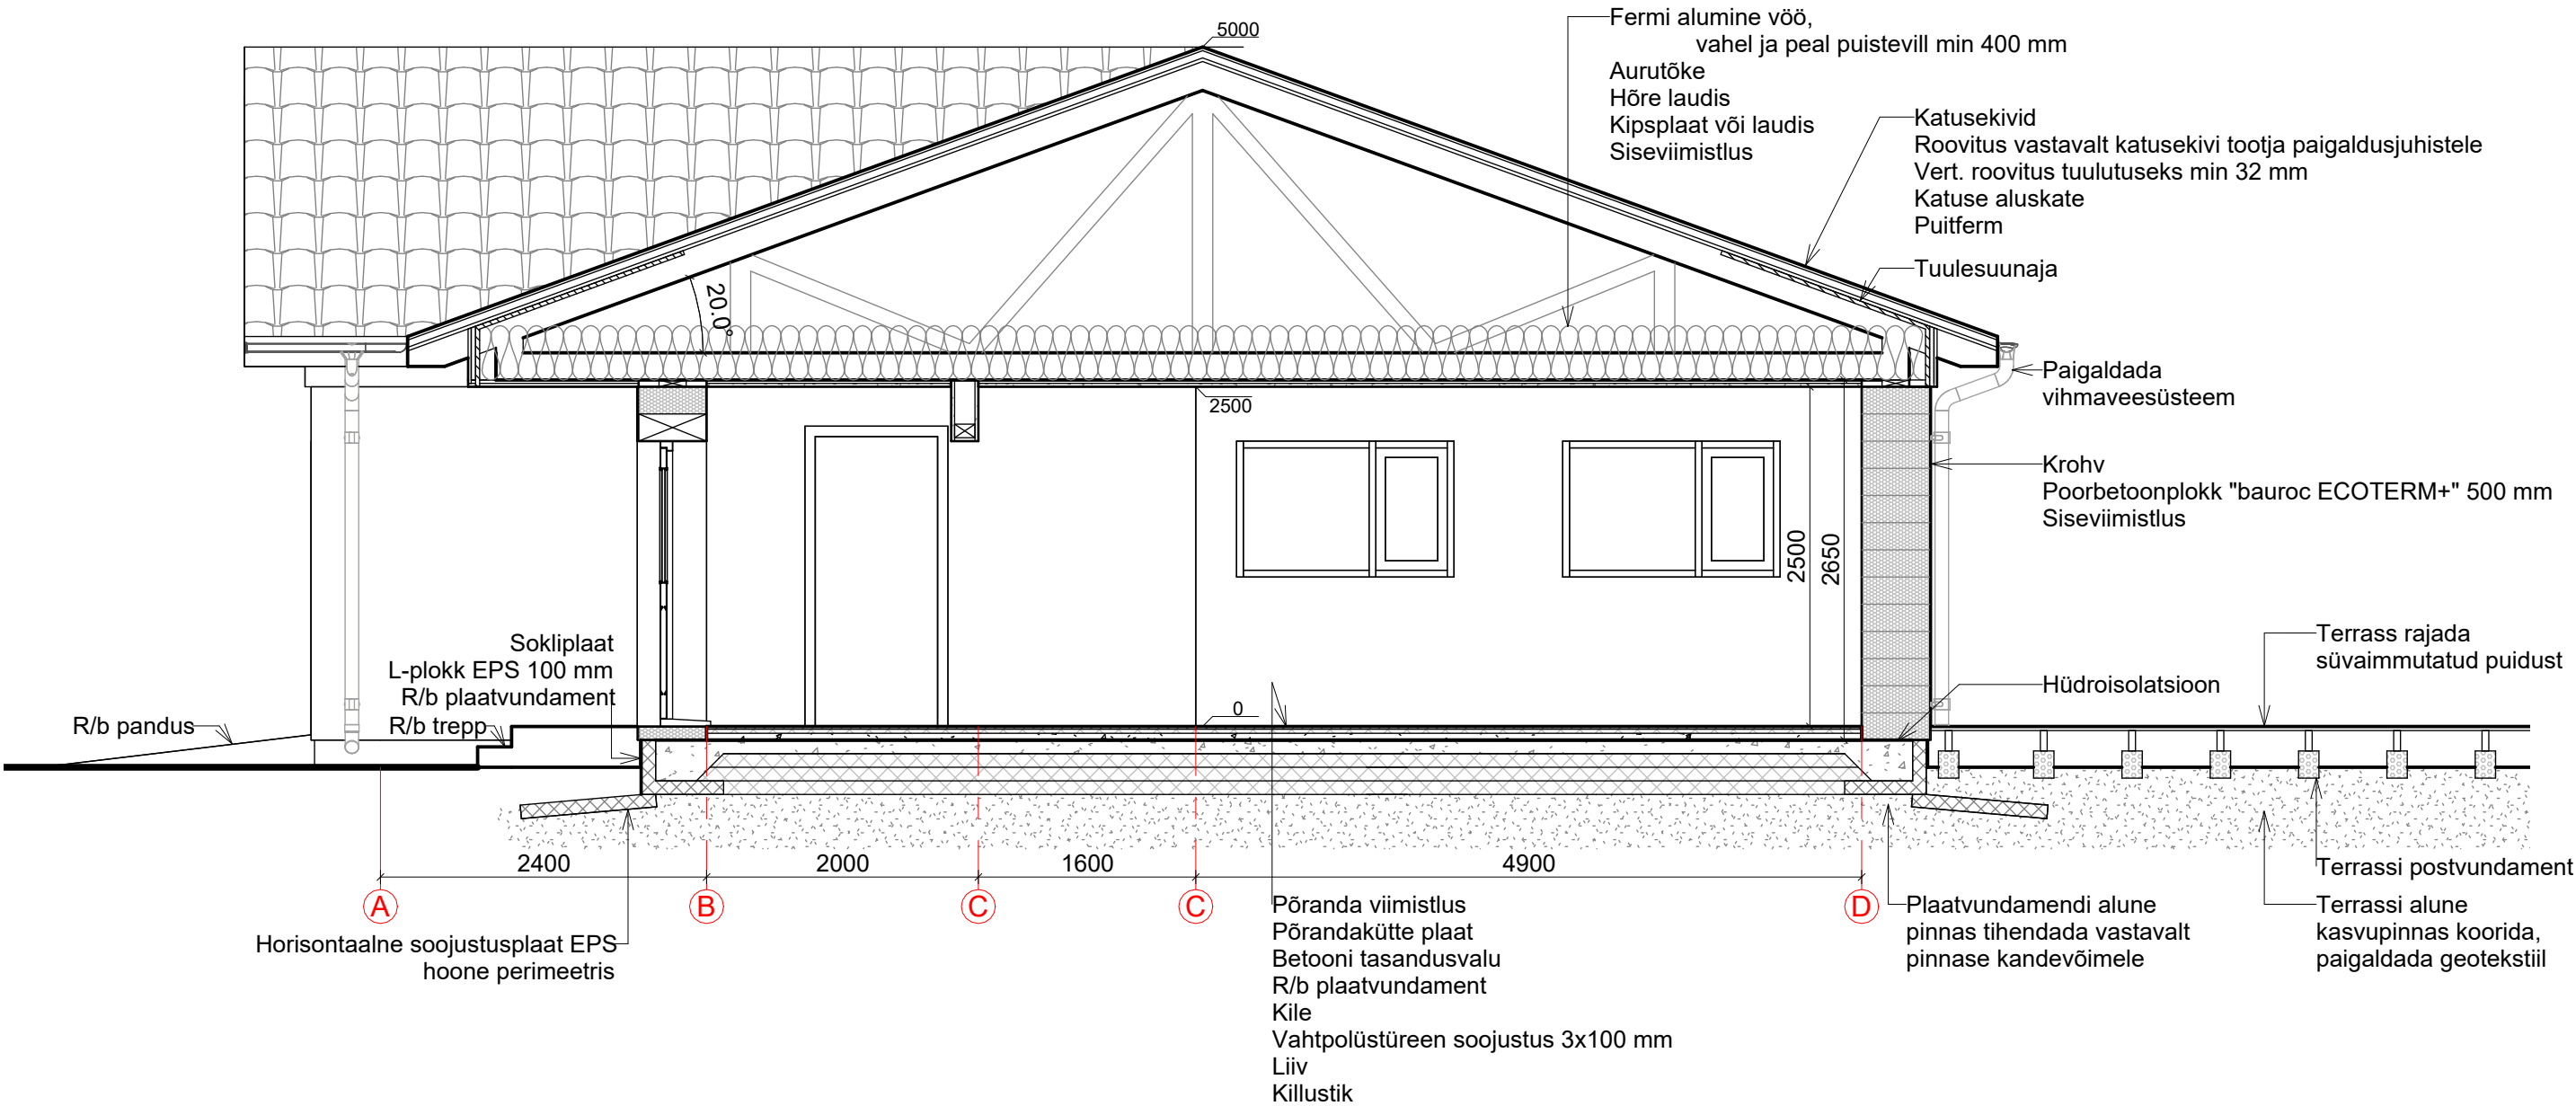 5000
Fermi alumine vöö,
vahel ja peal puistevill min 400 mm
Aurutõke
Hõre laudis
Kipsplaat või laudis
Siseviimistlus
Katusekivid
Roovitus vastavalt katusekivi tootja paigaldusjuhistele
Vert. roovitus tuulutuseks min 32 mm
Katuse aluskate
Puitferm
Tuulesuunaja
20.0°
Paigaldada
vihmaveesüsteem
2500
Krohv
Poorbetoonplokk "bauroc ECOTERM+" 500 mm
Siseviimistlus
2500
2650
Sokliplaat
L-plokk EPS 100 mm
R/b plaatvundament
R/b trepp
R/b pandus
0
Terrass rajada
süvaimmutatud puidust
Hüdroisolatsioon
2400
2000
1600
4900
A
B
C
C
D
Horisontaalne soojustusplaat EPS
hoone perimeetris
Põranda viimistlus
Põrandakütte plaat
Betooni tasandusvalu
R/b plaatvundament
Kile
Vahtpolüstüreen soojustus 3x100 mm
Liiv
Killustik
Plaatvundamendi alune
pinnas tihendada vastavalt
pinnase kandevõimele
Terrassi postvundament
Terrassi alune
kasvupinnas koorida,
paigaldada geotekstiil